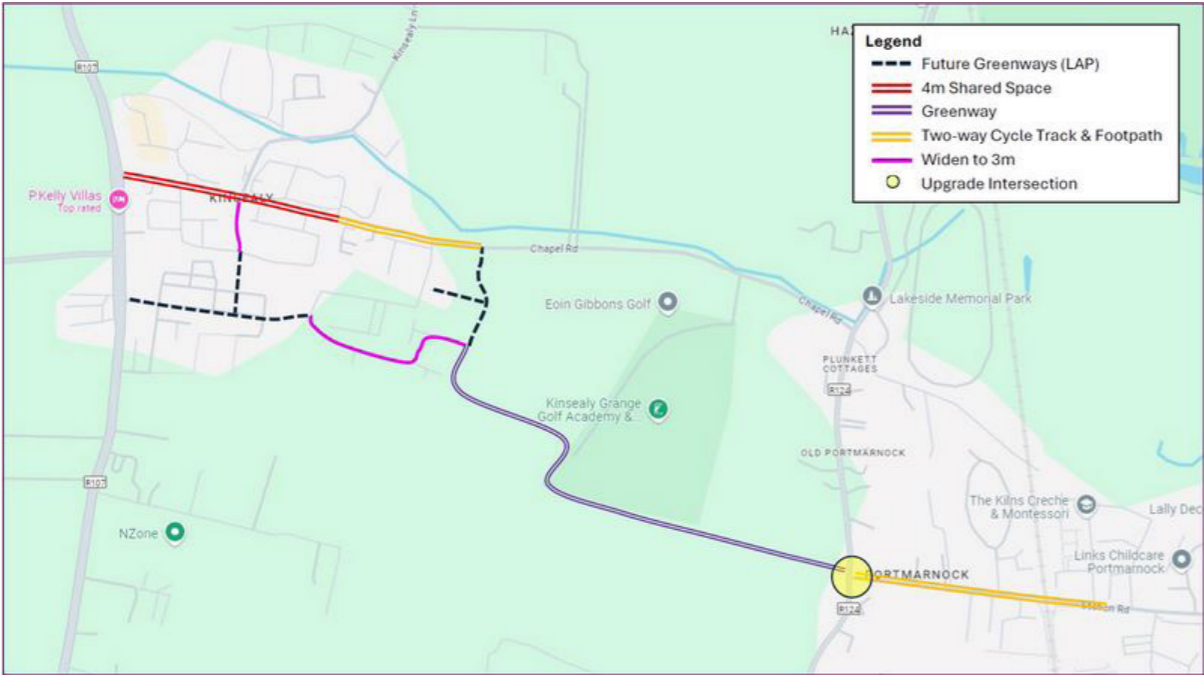 Legend
Future Greenways (LAP)
4m Shared Space
Greenway
Two-way Cycle Track & Footpath
Widen to 3m
Upgrade Intersection
R107
Kinsealy Ln
P.Kelly Villas
Top rated
KINSEALY
Chapel Rd
Eoin Gibbons Golf
Chapel Rd
Lakeside Memorial Park
PLUNKETT
COTTAGES
R124
Kinsealy Grange
Golf Academy &...
OLD PORTMARNOCK
R107
NZone
The Kilns Creche
& Montessori
Lally Dec
Links Childcare
Portmarnock
PORTMARNOCK
R124
Station Rd